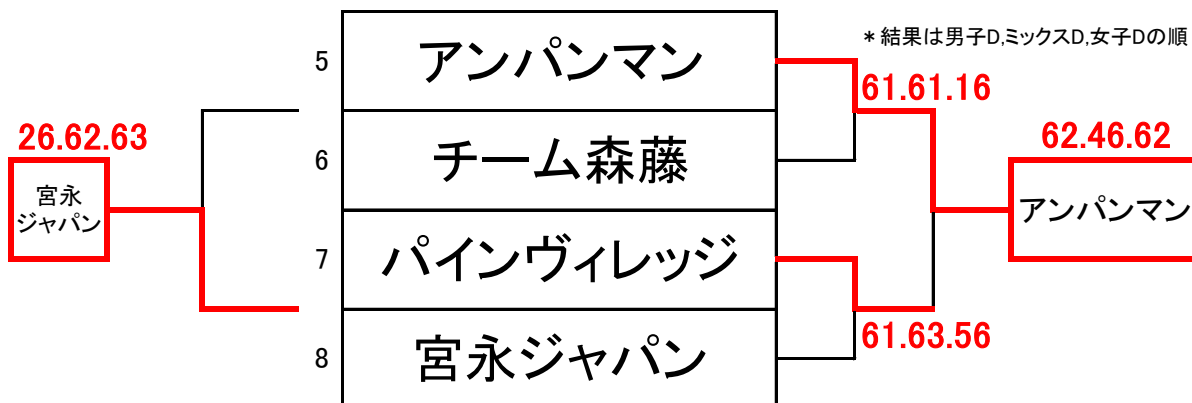 ＊結果は男子D,ミックスD,女子Dの順
5
アンパンマン
61.61.16
26.62.63
62.46.62
6
チーム森藤
宮永
ジャパン
アンパンマン
7
パインヴィレッジ
61.63.56
8
宮永ジャパン